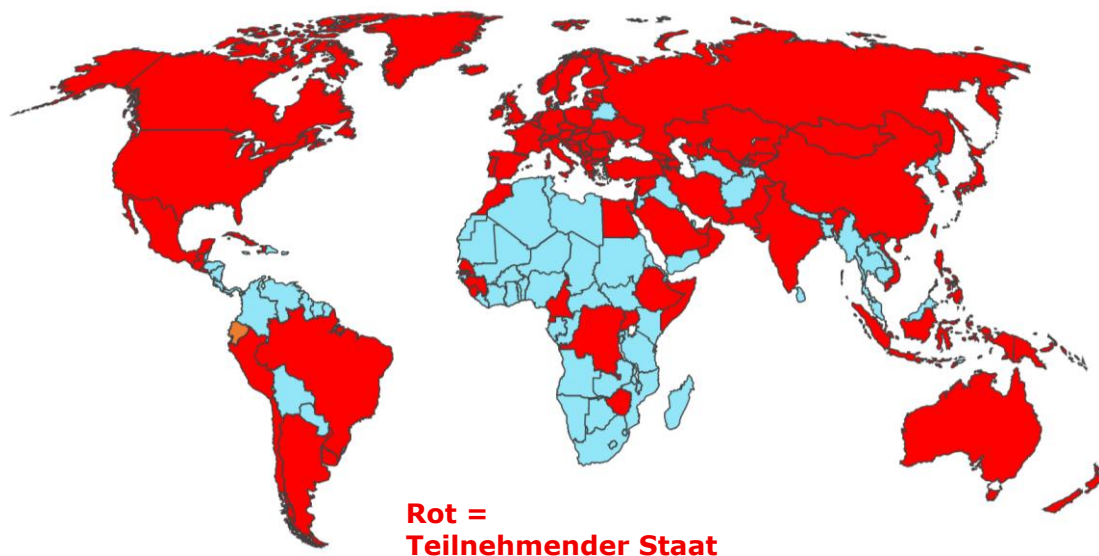 Rot =
Teilnehmender Staat